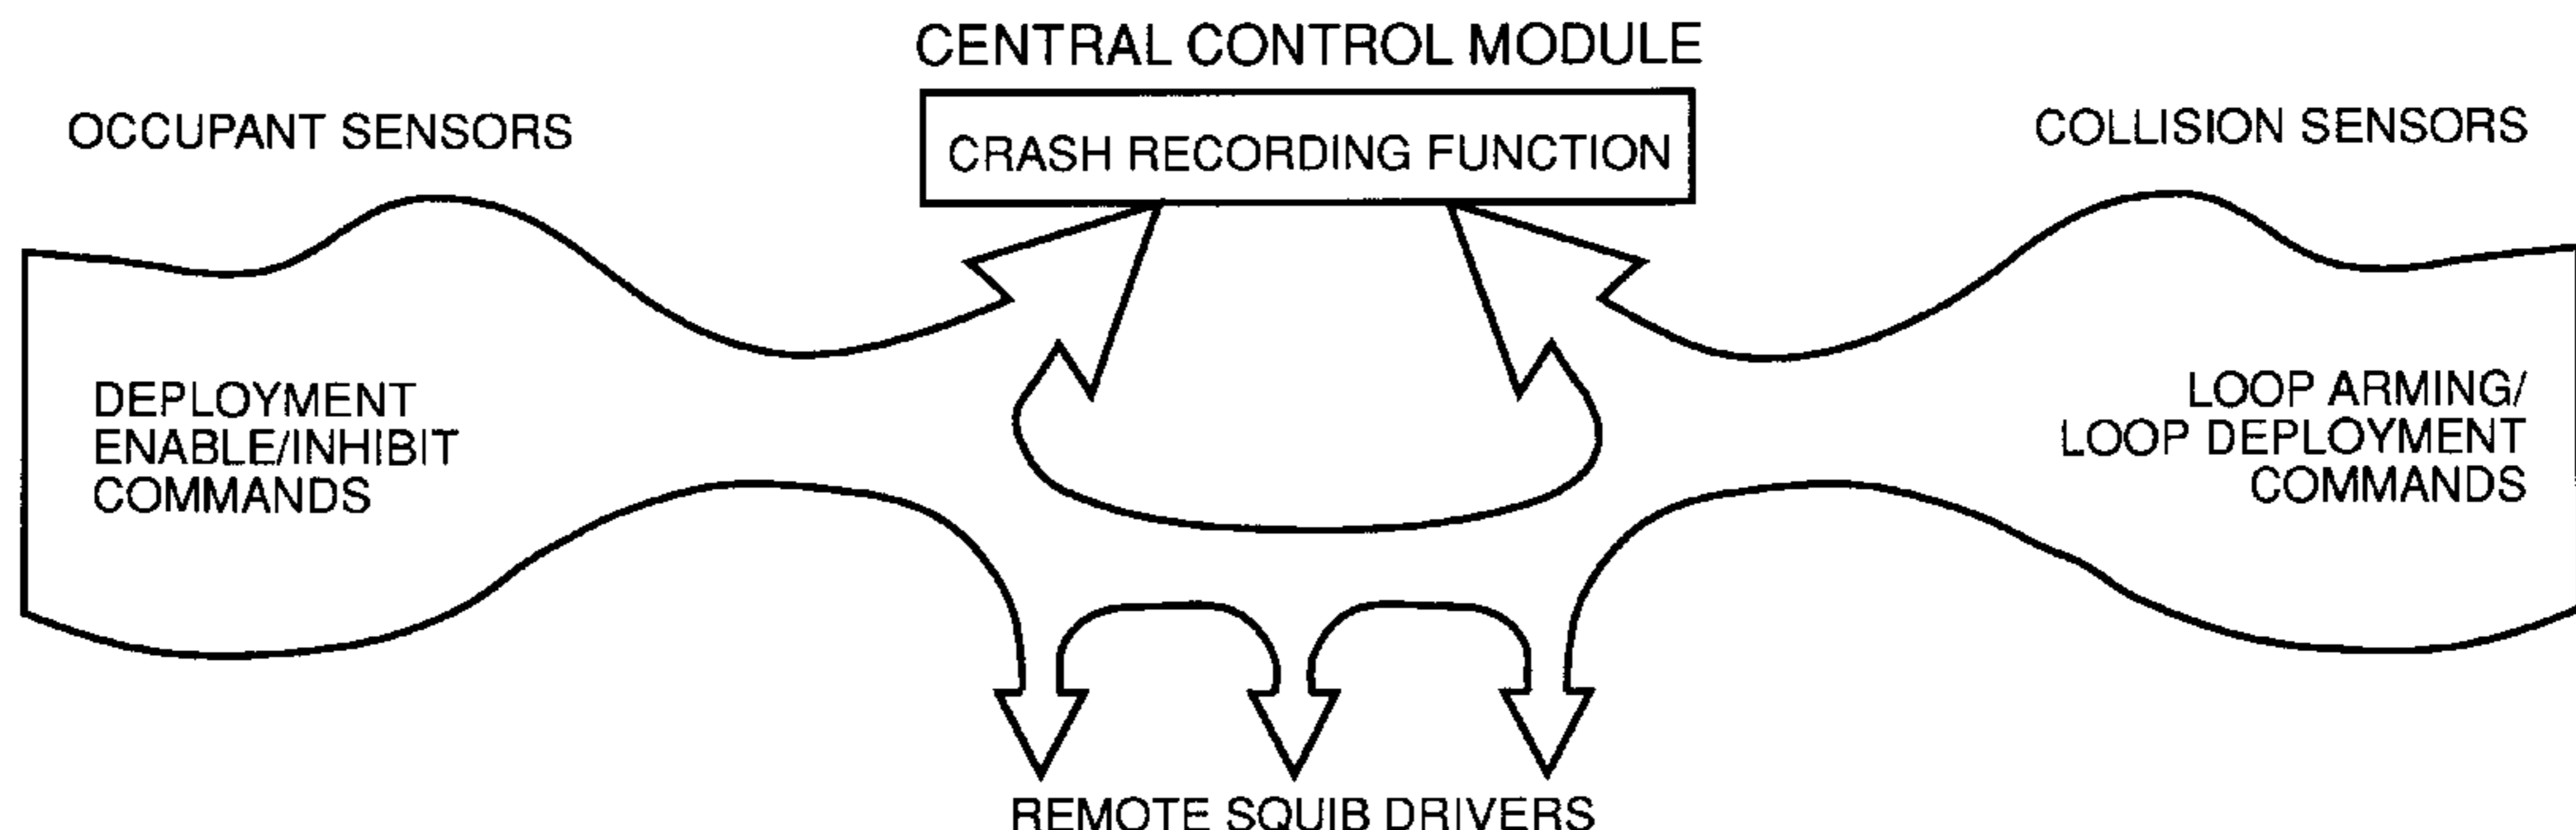 CENTRAL CONTROL MODULE
OCCUPANT SENSORS
CRASH RECORDING FUNCTION
COLLISION SENSORS
DEPLOYMENT
ENABLE/INHIBIT
COMMANDS
LOOP ARMING/
LOOP DEPLOYMENT
COMMANDS
REMOTE SQUIB DRIVERS